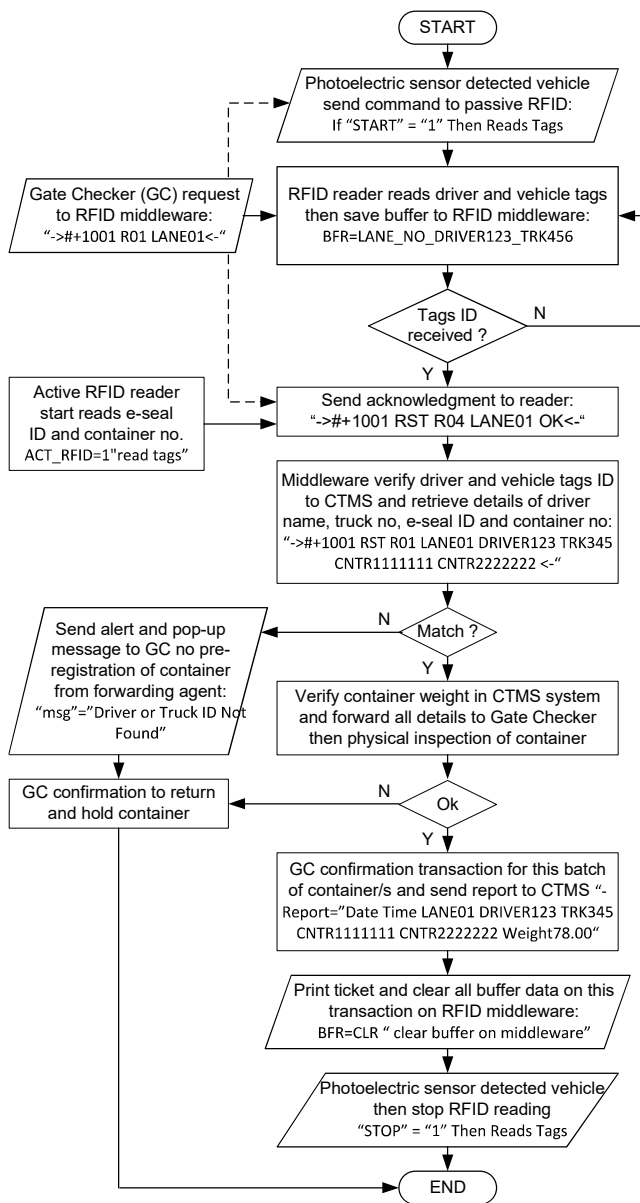 START
Photoelectric sensor detected vehicle
send command to passive RFID:
If “START” = “1” Then Reads Tags
Gate Checker (GC) request
to RFID middleware:
“->#+1001 R01 LANE01<-“
RFID reader reads driver and vehicle tags
then save buffer to RFID middleware:
BFR=LANE_NO_DRIVER123_TRK456
Tags ID
received ?
N
Y
Active RFID reader
start reads e-seal
ID and container no.
ACT_RFID=1"read tags”
Send acknowledgment to reader:
“->#+1001 RST R04 LANE01 OK<-“
Middleware verify driver and vehicle tags ID
to CTMS and retrieve details of driver
name, truck no, e-seal ID and container no:
“->#+1001 RST R01 LANE01 DRIVER123 TRK345
CNTR1111111 CNTR2222222 <-“
Match ?
N
Y
Send alert and pop-up
message to GC no pre-
registration of container
from forwarding agent:
“msg”=”Driver or Truck ID Not
Found”
Verify container weight in CTMS system
and forward all details to Gate Checker
then physical inspection of container
GC confirmation to return
and hold container
N
Ok
Y
GC confirmation transaction for this batch
of container/s and send report to CTMS “-
Report=”Date Time LANE01 DRIVER123 TRK345
CNTR1111111 CNTR2222222 Weight78.00“
Print ticket and clear all buffer data on this
transaction on RFID middleware:
BFR=CLR “ clear buffer on middleware”
Photoelectric sensor detected vehicle
then stop RFID reading
“STOP” = “1” Then Reads Tags
END